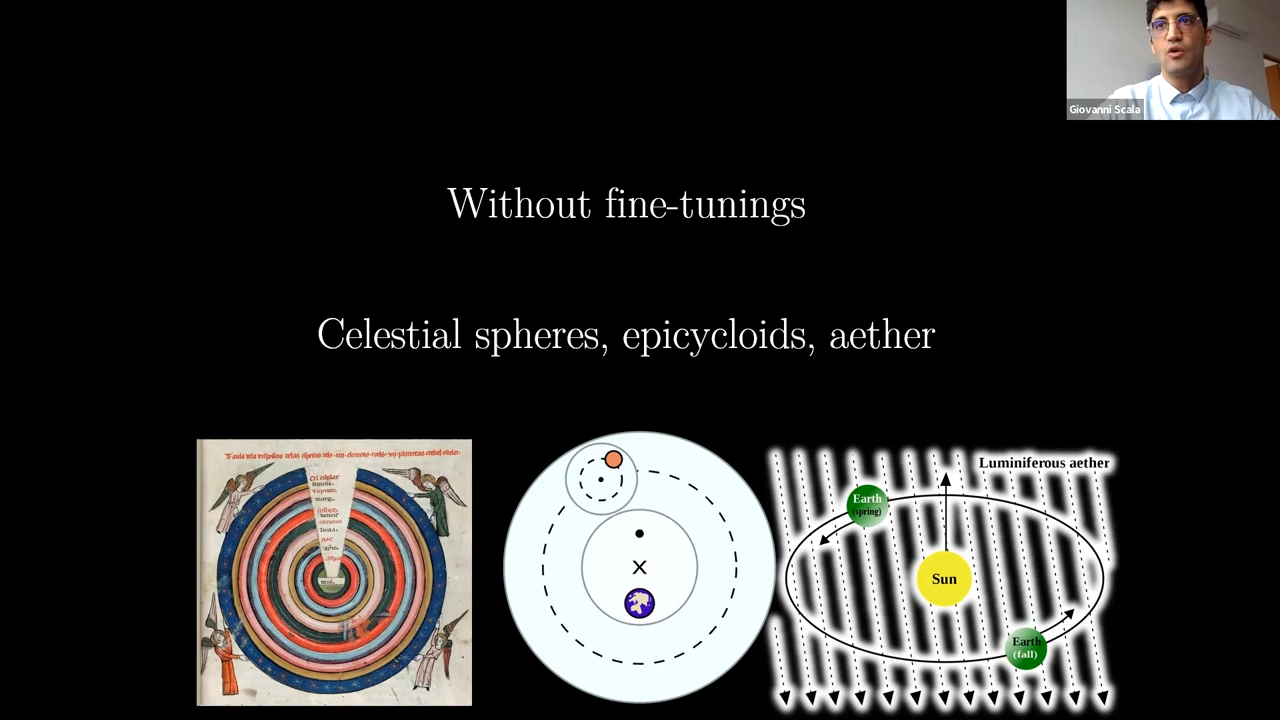 Giovanni Scala
Without fine-tunings
Celestial spheres, epicycloids, aether
Luminiferous aether
Earth
(spring)
Sun
Earth
(fall)